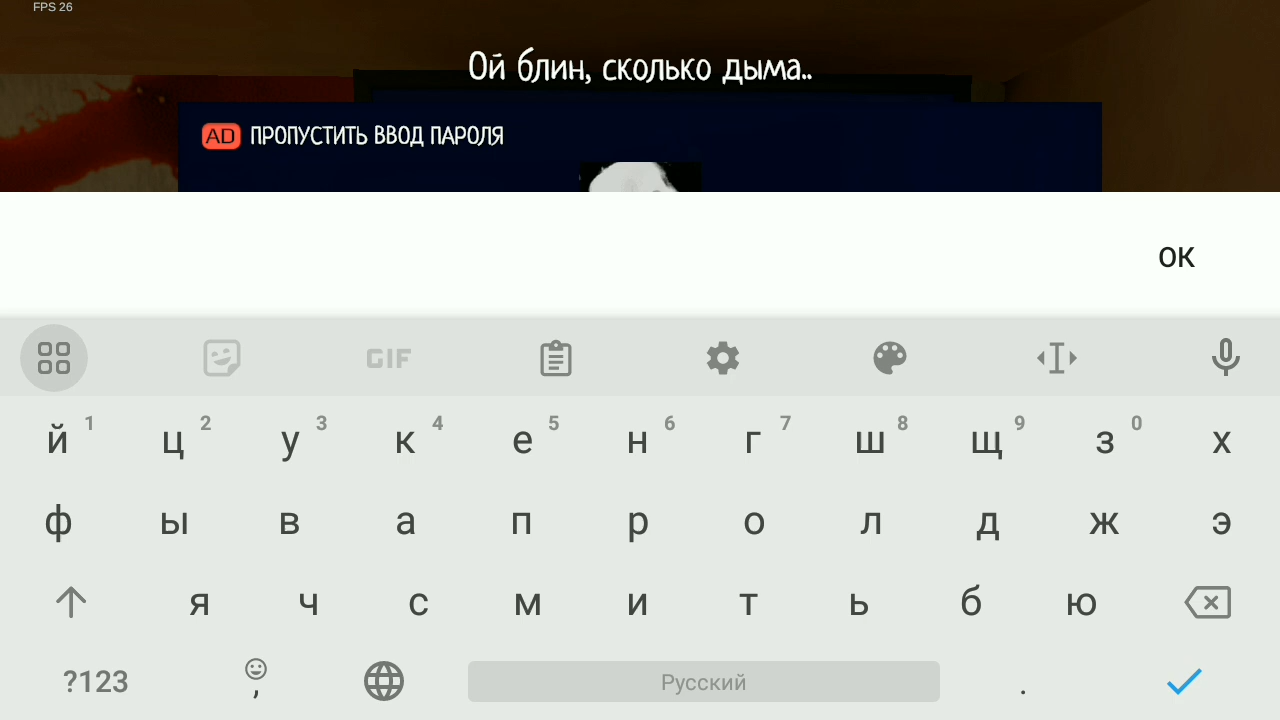 FPS 26
Ой блин, сколько дыма..
AD ПРОПУСТИТЬ ВВОД ПАРОЛЯ
ОК
GIF
й 1 ц 2 у 3 к 4 е 5 н 6 г 7 ш 8 щ 9 з 0 х
ф ы в а п р о л д ж э
я ч с м и т ь б ю
?123 , Русский .